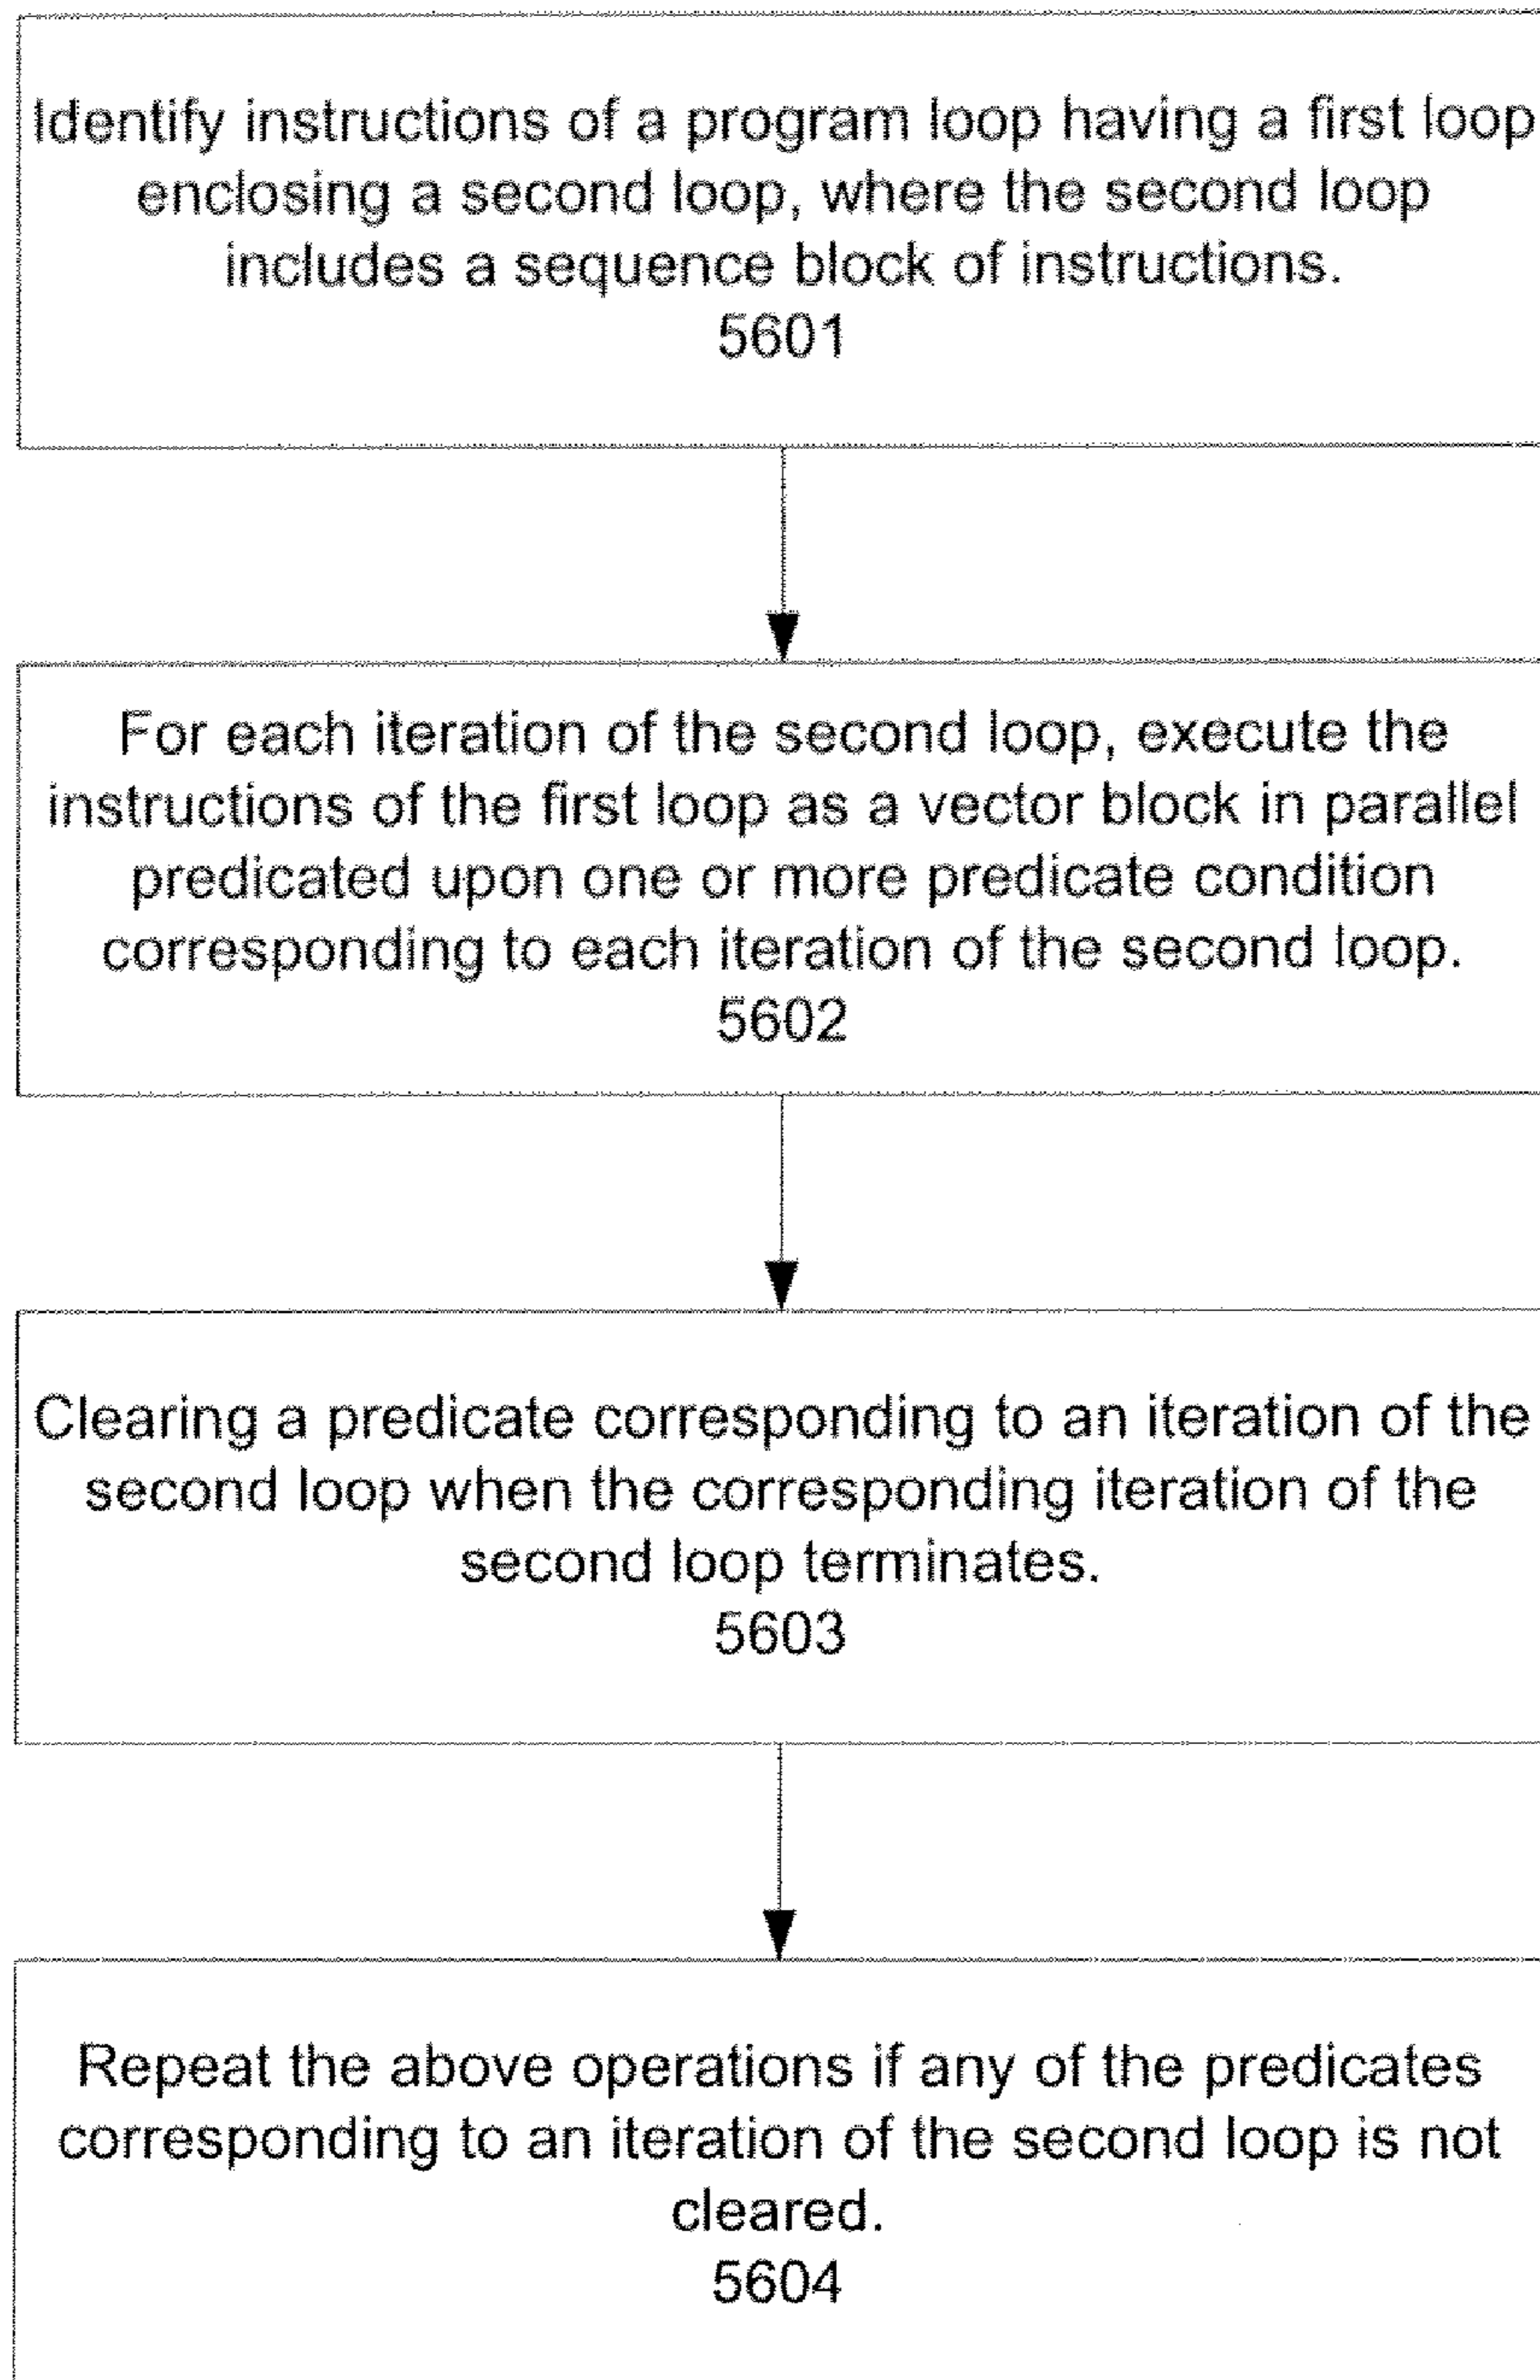 Identify instructions of a program loop having a first loop
enclosing a second loop, where the second loop
includes a sequence block of instructions.
5601
For each iteration of the second loop, execute the
instructions of the first loop as a vector block in parallel
predicated upon one or more predicate condition
corresponding to each iteration of the second loop.
5602
Clearing a predicate corresponding to an iteration of the
second loop when the corresponding iteration of the
second loop terminates.
5603
Repeat the above operations if any of the predicates
corresponding to an iteration of the second loop is not
cleared.
5604